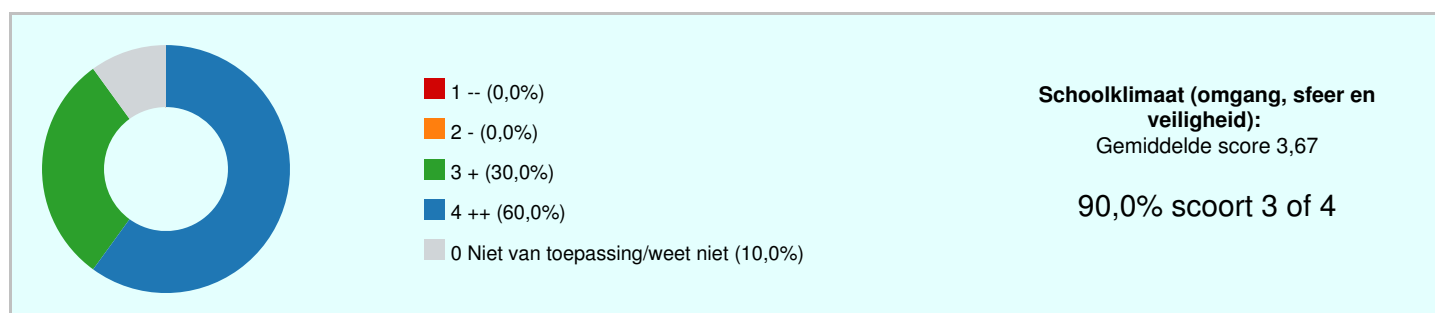 1 -- (0,0%)
2 - (0,0%)
3 + (30,0%)
4 ++ (60,0%)
0 Niet van toepassing/weet niet (10,0%)
Schoolklimaat (omgang, sfeer en
veiligheid):
Gemiddelde score 3,67
90,0% scoort 3 of 4